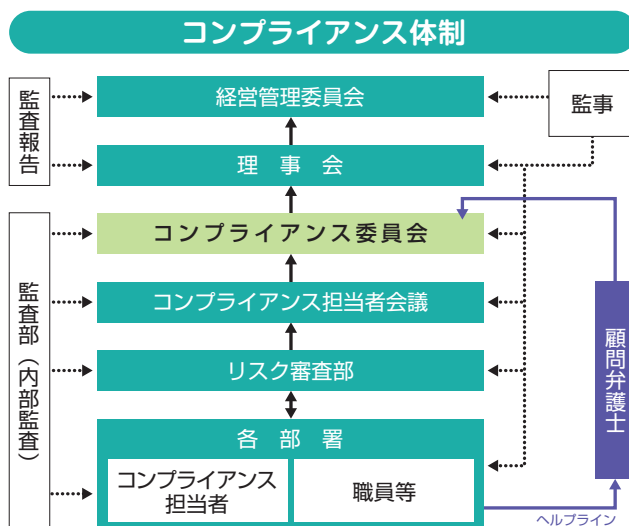 コンプライアンス体制
監査報告
経営管理委員会
監事
理事会
コンプライアンス委員会
監査部（内部監査）
コンプライアンス担当者会議
顧問弁護士
リスク審査部
各部署
コンプライアンス
担当者
職員等
ヘルプライン